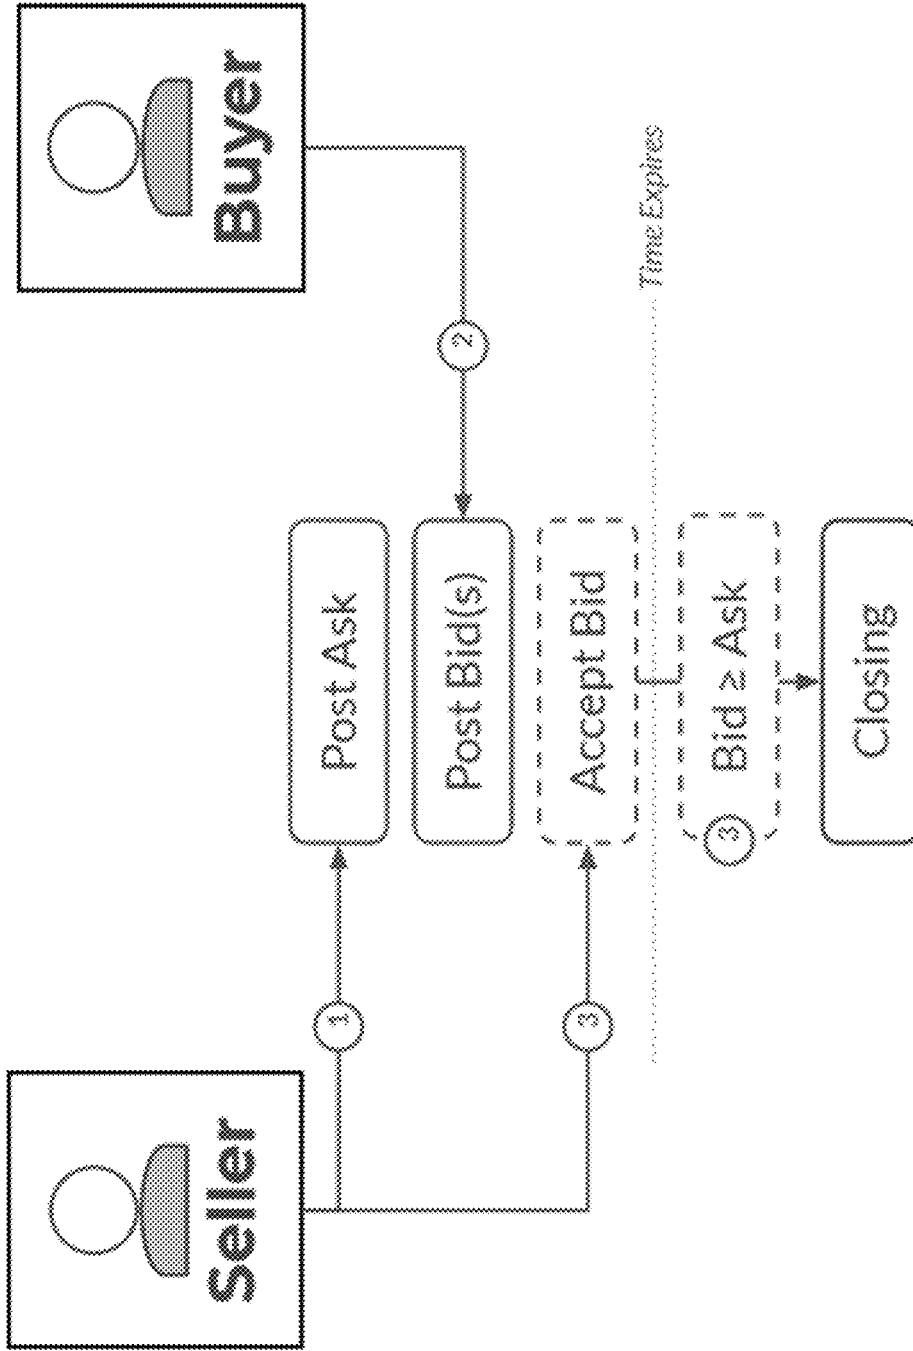 Seller
Buyer
1
Post Ask
2
Post Bid(s)
3
Accept Bid
Time Expires
3
Bid ≥ Ask
Closing